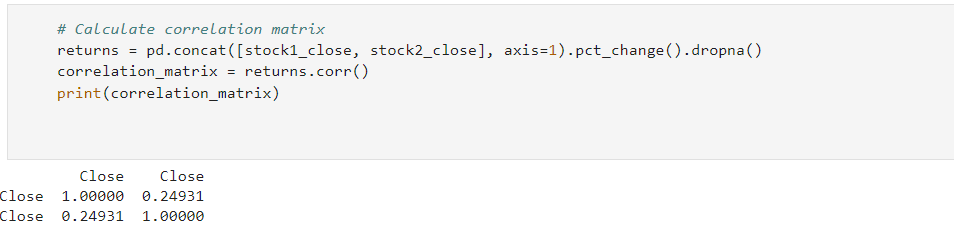 # Calculate correlation matrix
returns = pd.concat([stock1_close, stock2_close], axis=1).pct_change().dropna()
correlation_matrix = returns.corr()
print(correlation_matrix)
Close Close
Close 1.00000 0.24931
Close 0.24931 1.00000